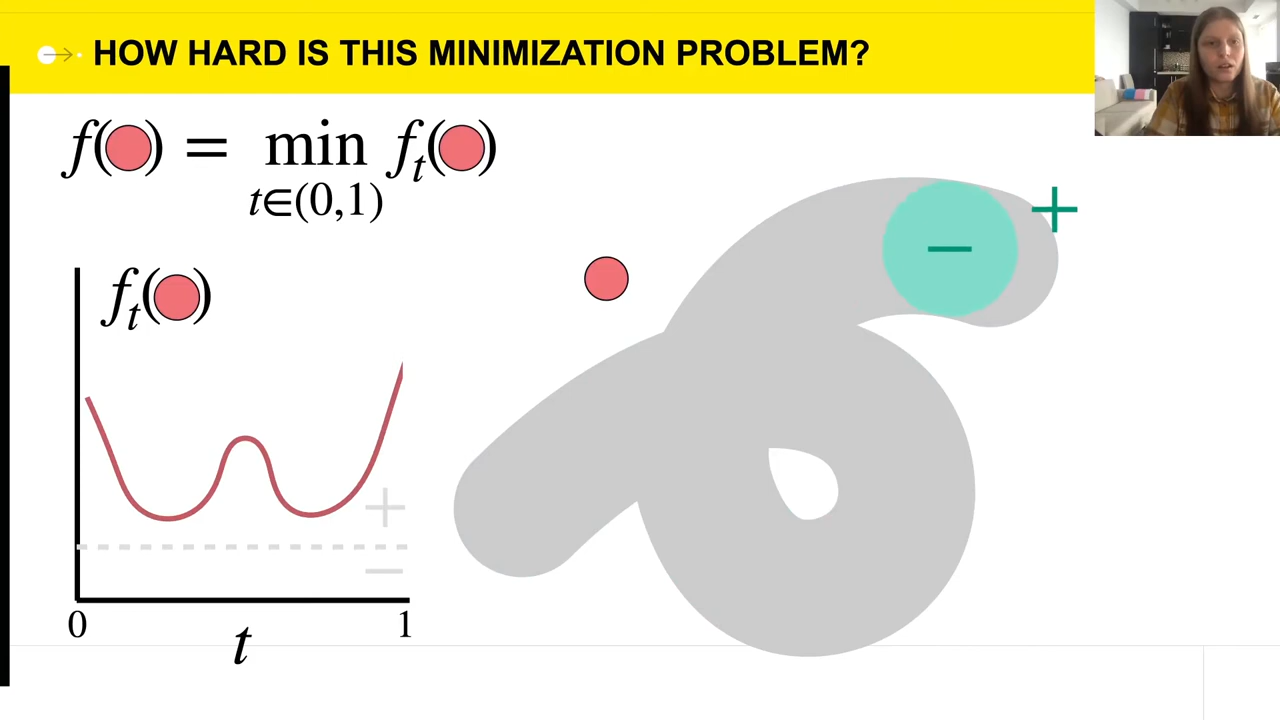 HOW HARD IS THIS MINIMIZATION PROBLEM?
f( ) = min f_t( )
t∈(0,1)
f_t( )
+
−
+
−
0
1
t